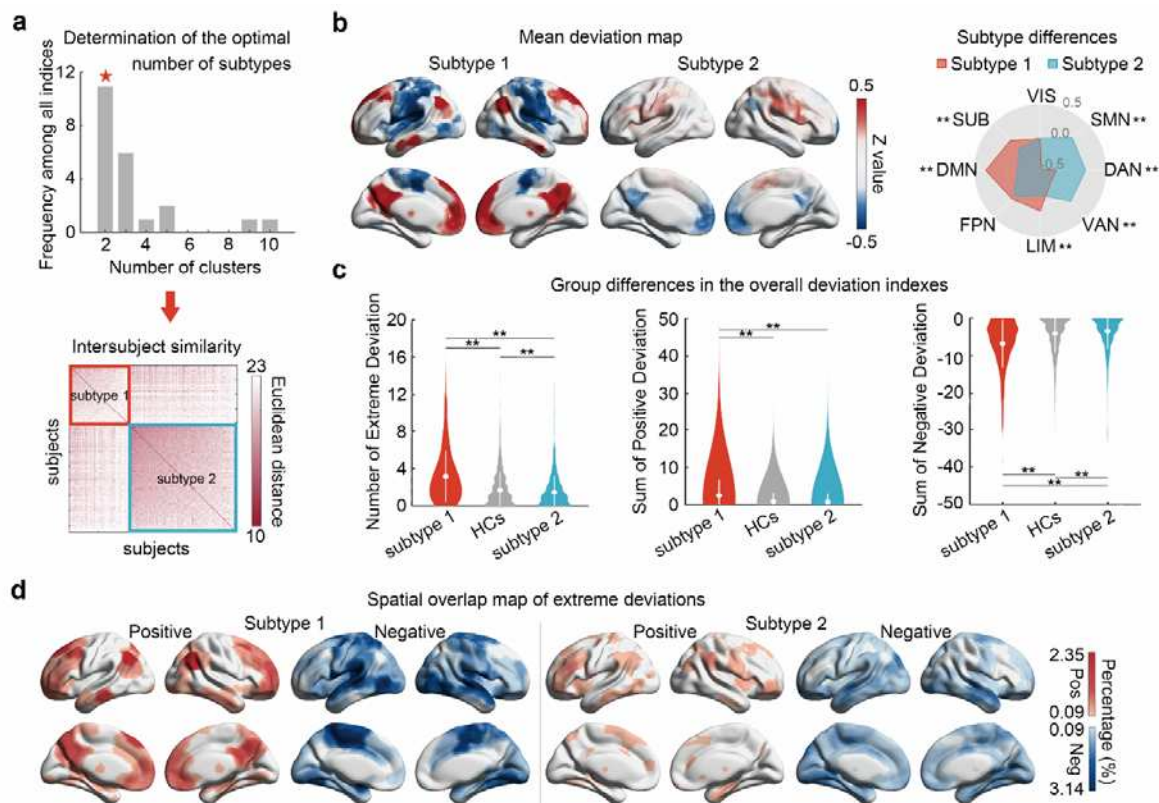 a
Determination of the optimal
number of subtypes
12
8
4
0
Frequency among all indices
2
4
6
8
6
10
Number of clusters
Intersubject similarity
23
subtype 1
subtype 2
Euclidean distance
10
subjects
subjects
b
Mean deviation map
Subtype 1
Subtype 2
0.5
Z value
-0.5
Subtype differences
Subtype 1
Subtype 2
VIS
0.5
**SUB
0.0
SMN**
**DMN
0.5
DAN**
FPN
VAN**
LIM**
c
Group differences in the overall deviation indexes
20
16
12
8
4
0
Number of Extreme Deviation
**
**
**
subtype 1
HCs
subtype 2
50
40
30
20
10
0
Sum of Positive Deviation
**
**
subtype 1
HCs
subtype 2
0
-10
-20
-30
-40
-50
Sum of Negative Deviation
**
**
**
subtype 1
HCs
subtype 2
d
Spatial overlap map of extreme deviations
Subtype 1
Subtype 2
Positive
Negative
Positive
Negative
2.35
Pos
0.09
0.09
Neg
3.14
Percentage (%)